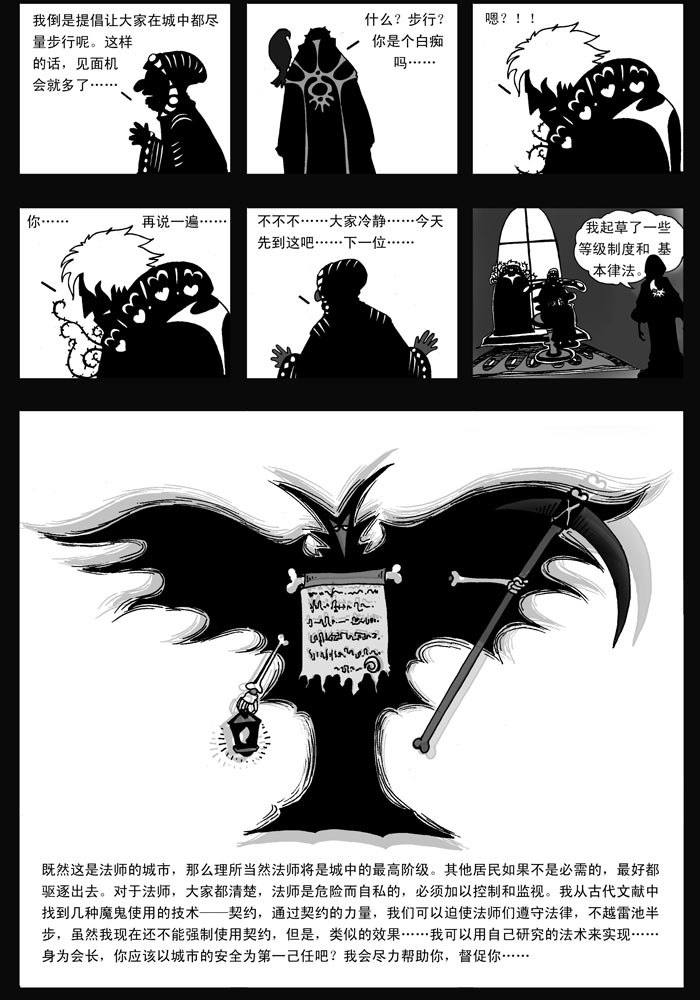 我倒是提倡让大家在城中都尽
量步行呢。这样
的话，见面机
会就多了……
什么？步行？
你是个白痴
吗……
嗯？！！
你…… 再说一遍……
不不不……大家冷静……今天
先到这吧……下一位……
我起草了一些
等级制度和 基
本律法。
既然这是法师的城市，那么理所当然法师将是城中的最高阶级。其他居民如果不是必需的，最好都
驱逐出去。对于法师，大家都清楚，法师是危险而自私的，必须加以控制和监视。我从古代文献中
找到几种魔鬼使用的技术——契约，通过契约的力量，我们可以迫使法师们遵守法律，不越雷池半
步，虽然我现在还不能强制使用契约，但是，类似的效果……我可以用自己研究的法术来实现……
身为会长，你应该以城市的安全为第一己任吧？我会尽力帮助你，督促你……